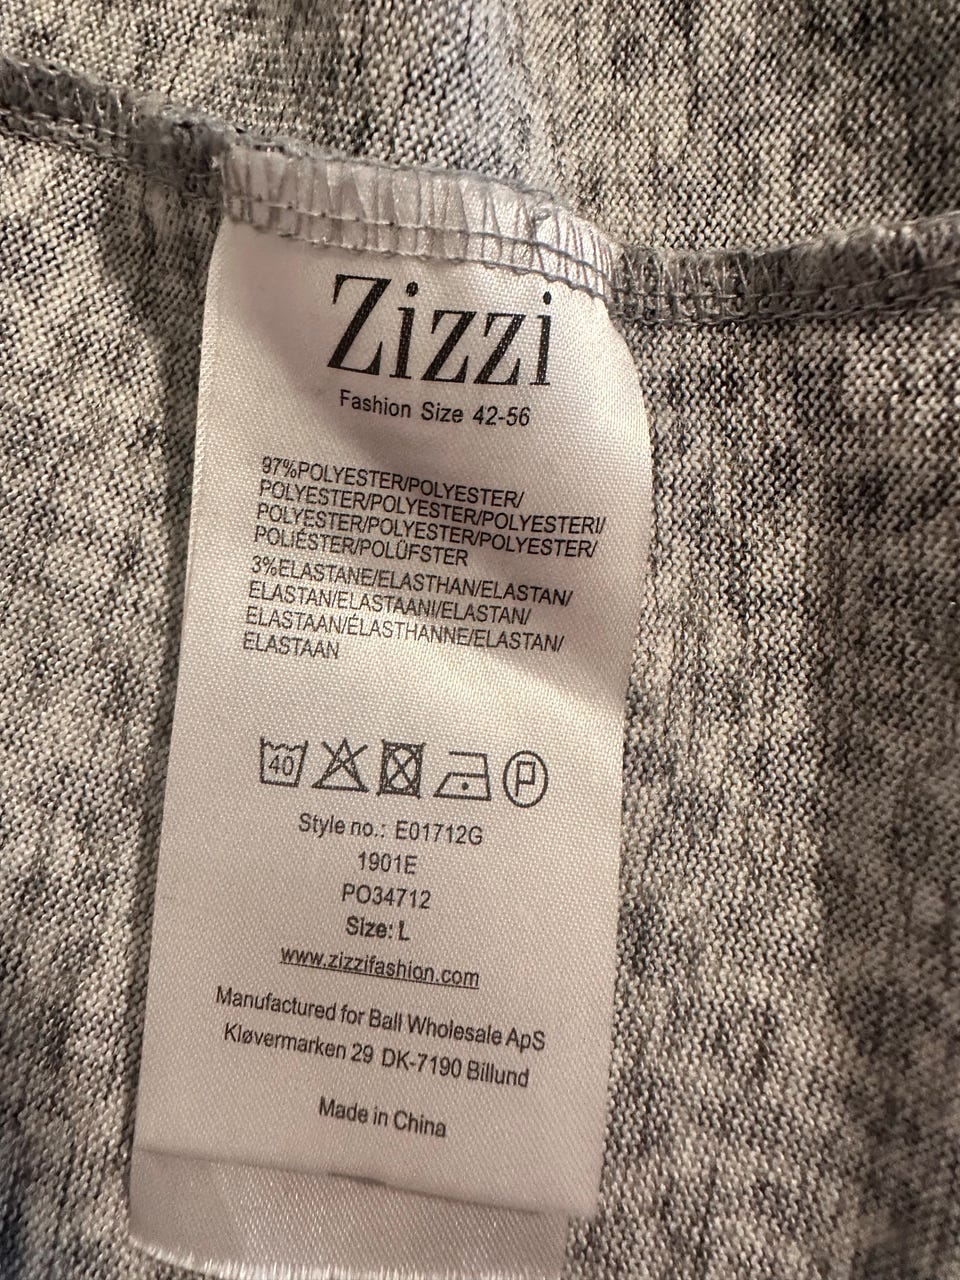 Zizzi
Fashion Size 42-56
97%POLYESTER/POLYESTER/
POLYESTER/POLYESTER/POLYESTERI/
POLYESTER/POLYESTER/POLYESTER/
POLIÉSTER/POLÜFSTER
3%ELASTANE/ELASTHAN/ELASTAN/
ELASTAN/ELASTAANI/ELASTAN/
ELASTAAN/ÉLASTHANNE/ELASTAN/
ELASTAAN
40 P
Style no.: E01712G
1901E
PO34712
Size: L
www.zizzifashion.com
Manufactured for Ball Wholesale ApS
Kløvermarken 29 DK-7190 Billund
Made in China